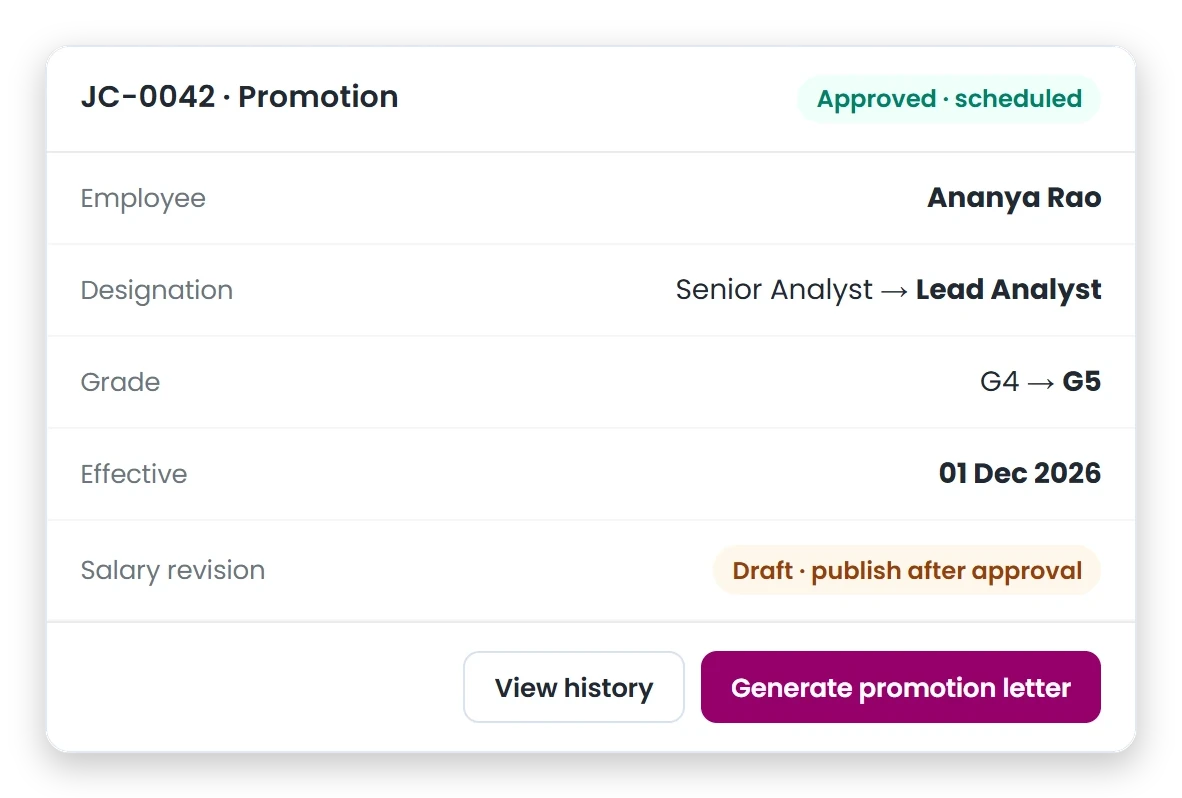 JC-0042 · Promotion
Approved · scheduled
Employee
Ananya Rao
Designation
Senior Analyst → Lead Analyst
Grade
G4 → G5
Effective
01 Dec 2026
Salary revision
Draft · publish after approval
View history
Generate promotion letter